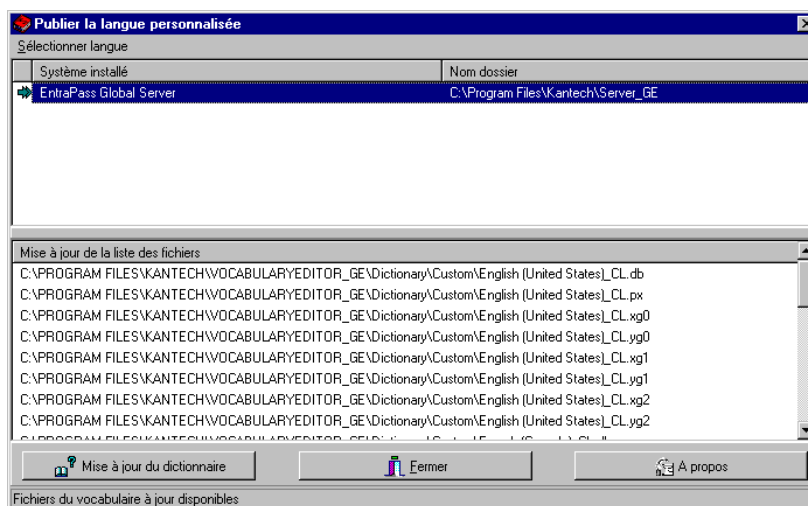 Publier la langue personnalisée
Sélectionner langue
Système installé Nom dossier
EntraPass Global Server C:\Program Files\Kantech\Server_GE
Mise à jour de la liste des fichiers
C:\PROGRAM FILES\KANTECH\VOCABULARYEDITOR_GE\Dictionary\Custom\English (United States)_CL.db
C:\PROGRAM FILES\KANTECH\VOCABULARYEDITOR_GE\Dictionary\Custom\English (United States)_CL.px
C:\PROGRAM FILES\KANTECH\VOCABULARYEDITOR_GE\Dictionary\Custom\English (United States)_CL.xg0
C:\PROGRAM FILES\KANTECH\VOCABULARYEDITOR_GE\Dictionary\Custom\English (United States)_CL.yg0
C:\PROGRAM FILES\KANTECH\VOCABULARYEDITOR_GE\Dictionary\Custom\English (United States)_CL.xg1
C:\PROGRAM FILES\KANTECH\VOCABULARYEDITOR_GE\Dictionary\Custom\English (United States)_CL.yg1
C:\PROGRAM FILES\KANTECH\VOCABULARYEDITOR_GE\Dictionary\Custom\English (United States)_CL.xg2
C:\PROGRAM FILES\KANTECH\VOCABULARYEDITOR_GE\Dictionary\Custom\English (United States)_CL.yg2
Mise à jour du dictionnaire Fermer A propos
Fichiers du vocabulaire à jour disponibles